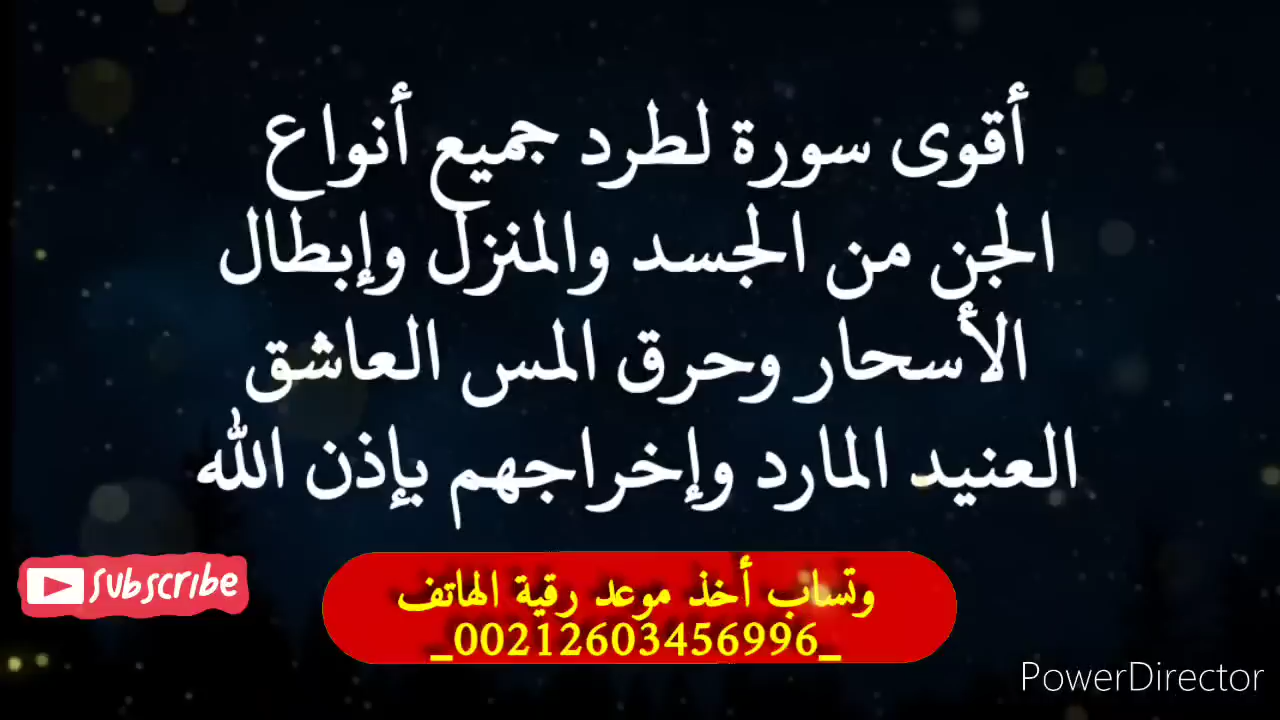 أقوى سورة لطرد جميع أنواع
الجن من الجسد والمنزل وإبطال
الأسحار وحرق المس العاشق
العنيد المارد وإخراجهم بإذن الله
Subscribe
وتساب أخذ موعد رقية الهاتف
_00212603456996_
PowerDirector